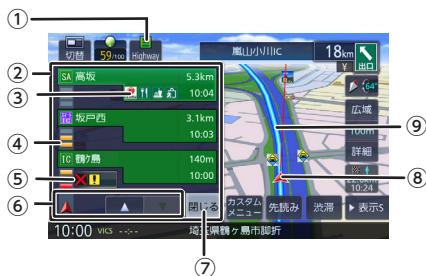 ①
②
③
④
⑤
⑥
⑦
⑧
⑨
切替
59/100
Highway
嵐山小川IC
18km
出口
¥
SA 高坂
5.3km
10:04
64°
坂戸西
3.1km
10:03
広域
100m
IC 鶴ヶ島
140m
10:00
詳細
10:24
閉じる
カスタム
メニュー
先読み
渋滞
表示S
10:00
VICS --:--
埼玉県鶴ヶ島市脚折